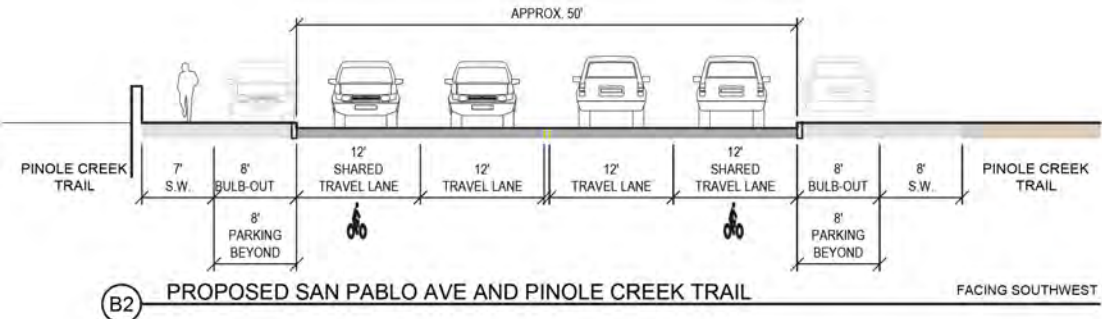 APPROX. 50'
PINOLE CREEK
TRAIL
7'
S.W.
8'
BULB-OUT
8'
PARKING
BEYOND
12'
SHARED
TRAVEL LANE
12'
TRAVEL LANE
12'
TRAVEL LANE
12'
SHARED
TRAVEL LANE
8'
BULB-OUT
8'
PARKING
BEYOND
8'
S.W.
PINOLE CREEK
TRAIL
B2
PROPOSED SAN PABLO AVE AND PINOLE CREEK TRAIL
FACING SOUTHWEST